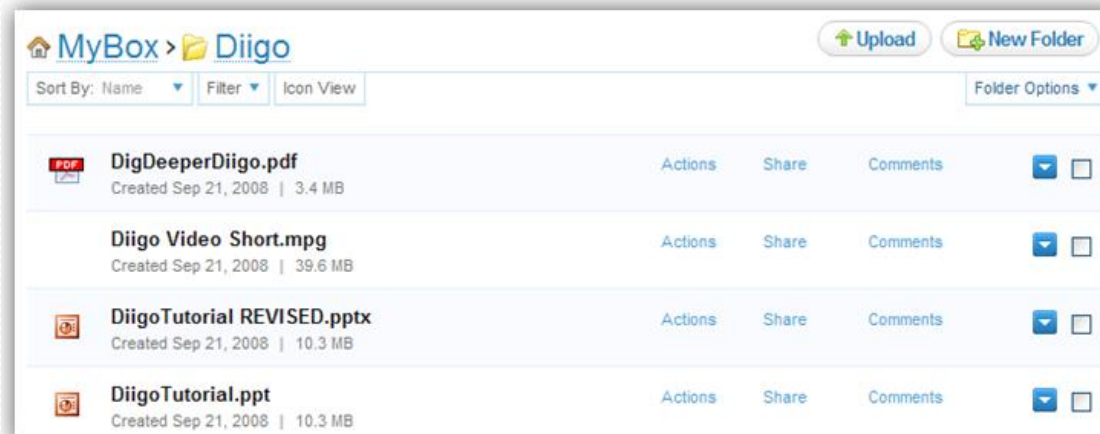 MyBox > Diigo
Upload
New Folder
Sort By: Name
Filter
Icon View
Folder Options
PDF
DigDeeperDiigo.pdf
Actions Share Comments
Created Sep 21, 2008 | 3.4 MB
Diigo Video Short.mpg
Actions Share Comments
Created Sep 21, 2008 | 39.6 MB
DiigoTutorial REVISED.pptx
Actions Share Comments
Created Sep 21, 2008 | 10.3 MB
DiigoTutorial.ppt
Actions Share Comments
Created Sep 21, 2008 | 10.3 MB